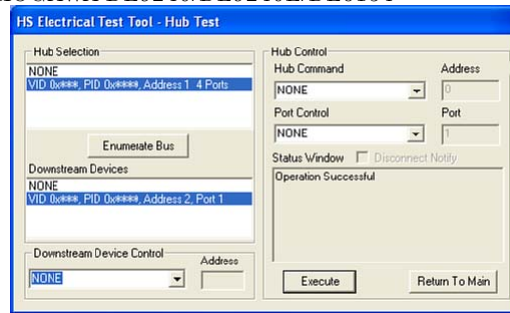 HS Electrical Test Tool - Hub Test
Hub Selection
NONE
VID 0x***, PID 0x****, Address 1 4 Ports
Enumerate Bus
Downstream Devices
NONE
VID 0x***, PID 0x****, Address 2, Port 1
Downstream Device Control
Address
NONE
Hub Control
Hub Command
Address
NONE
0
Port Control
Port
NONE
1
Status Window
Disconnect Notify
Operation Successful
Execute
Return To Main